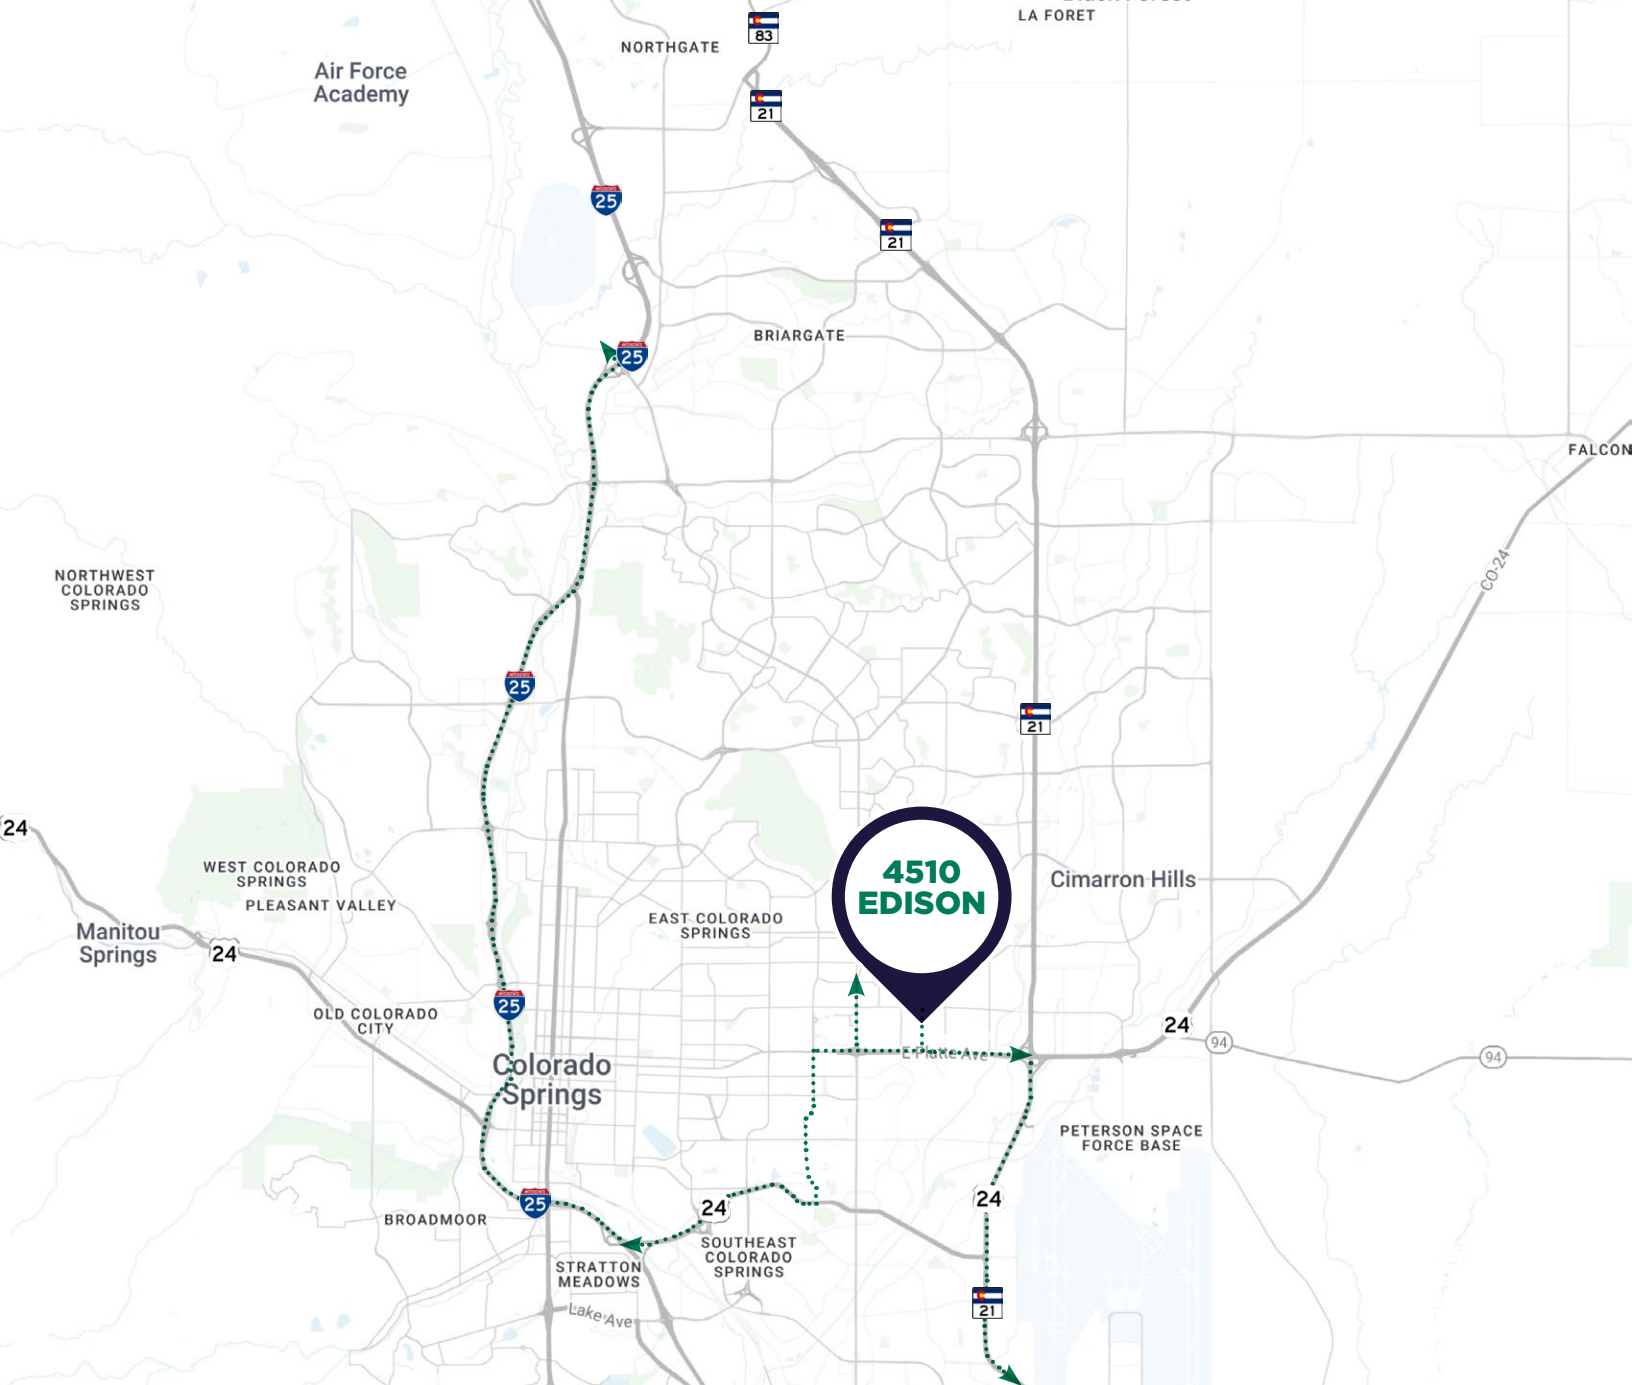 LA FORET
83
NORTHGATE
Air Force
Academy
21
25
21
BRIARGATE
25
FALCON
CO-24
NORTHWEST
COLORADO
SPRINGS
25
21
24
WEST COLORADO
SPRINGS
PLEASANT VALLEY
4510
EDISON
Cimarron Hills
EAST COLORADO
SPRINGS
Manitou
Springs
24
25
OLD COLORADO
CITY
24
94
94
E Platte Ave
Colorado
Springs
PETERSON SPACE
FORCE BASE
25
24
24
BROADMOOR
SOUTHEAST
COLORADO
SPRINGS
STRATTON
MEADOWS
Lake Ave
21